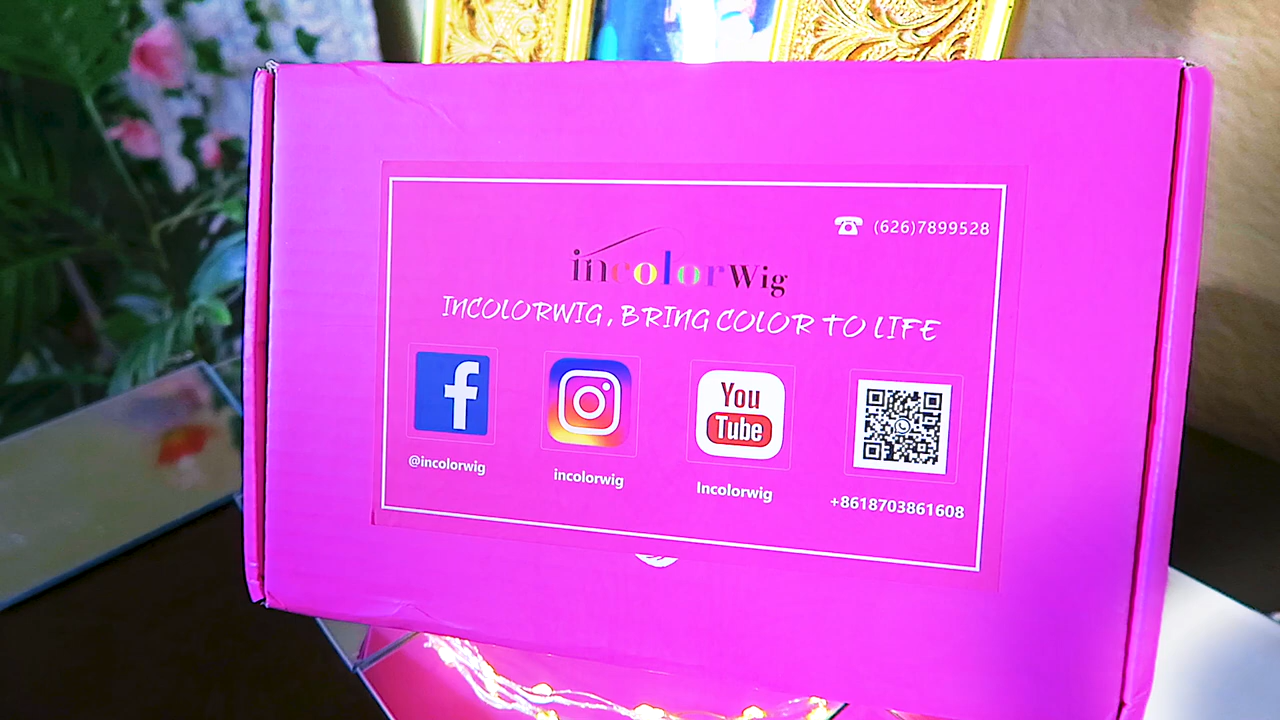 (626)7899528
incolorWig
INCOLORWIG, BRING COLOR TO LIFE
f
You
Tube
@incolorwig
incolorwig
Incolorwig
+8618703861608